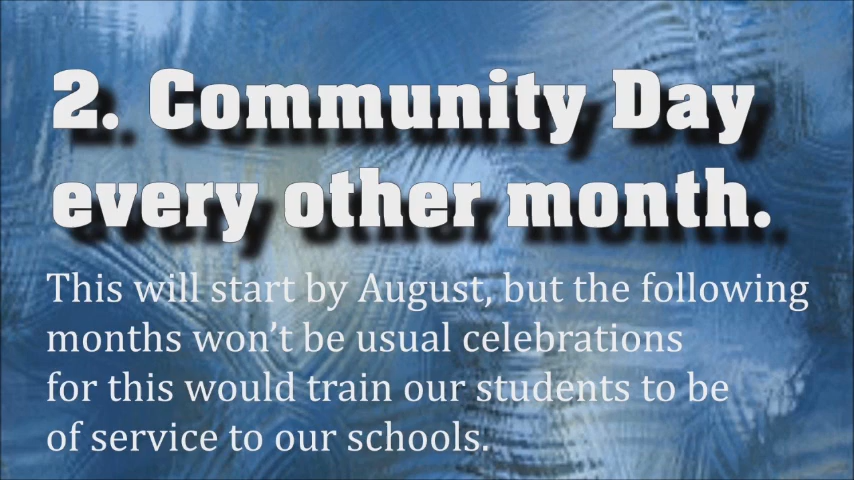 2. Community Day
every other month.
This will start by August, but the following
months won’t be usual celebrations
for this would train our students to be
of service to our schools.